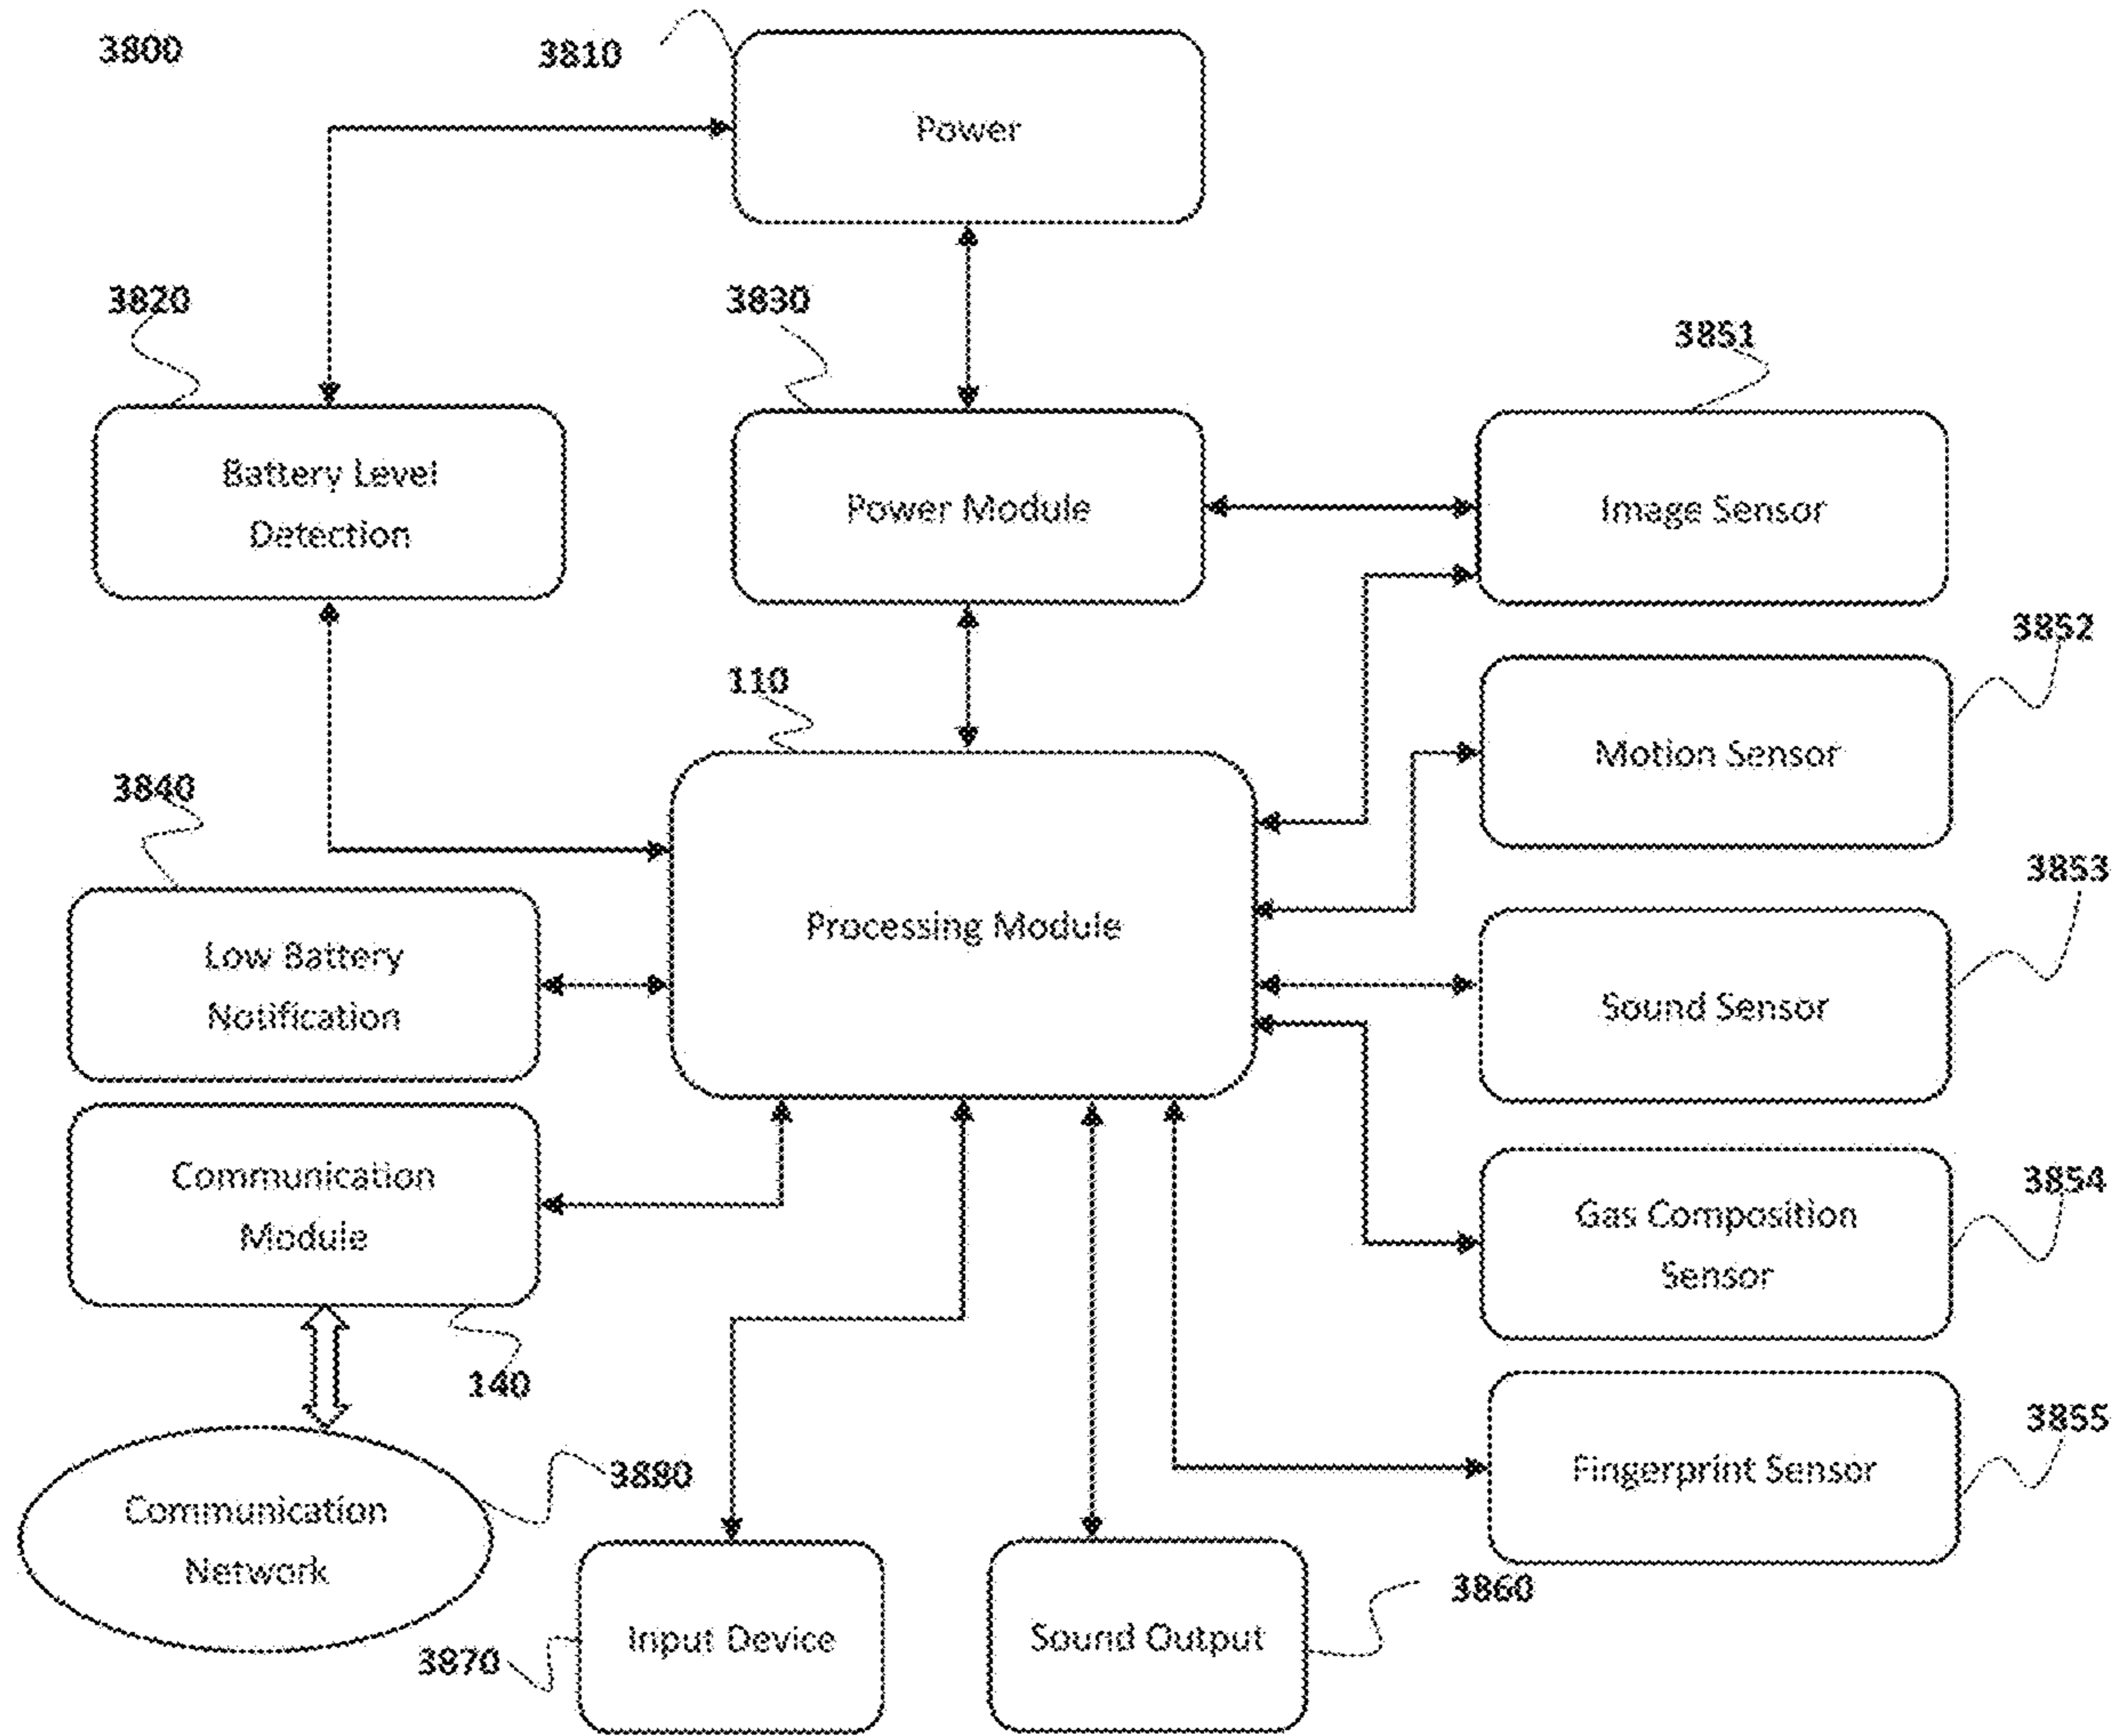 3800
3810
Power
3820
3830
3851
Battery Level
Detection
Power Module
Image Sensor
3852
110
Motion Sensor
3840
3853
Processing Module
Low Battery
Notification
Sound Sensor
Communication
Module
3854
Gas Composition
Sensor
140
3855
3880
Fingerprint Sensor
Communication
Network
3860
Input Device
Sound Output
3870